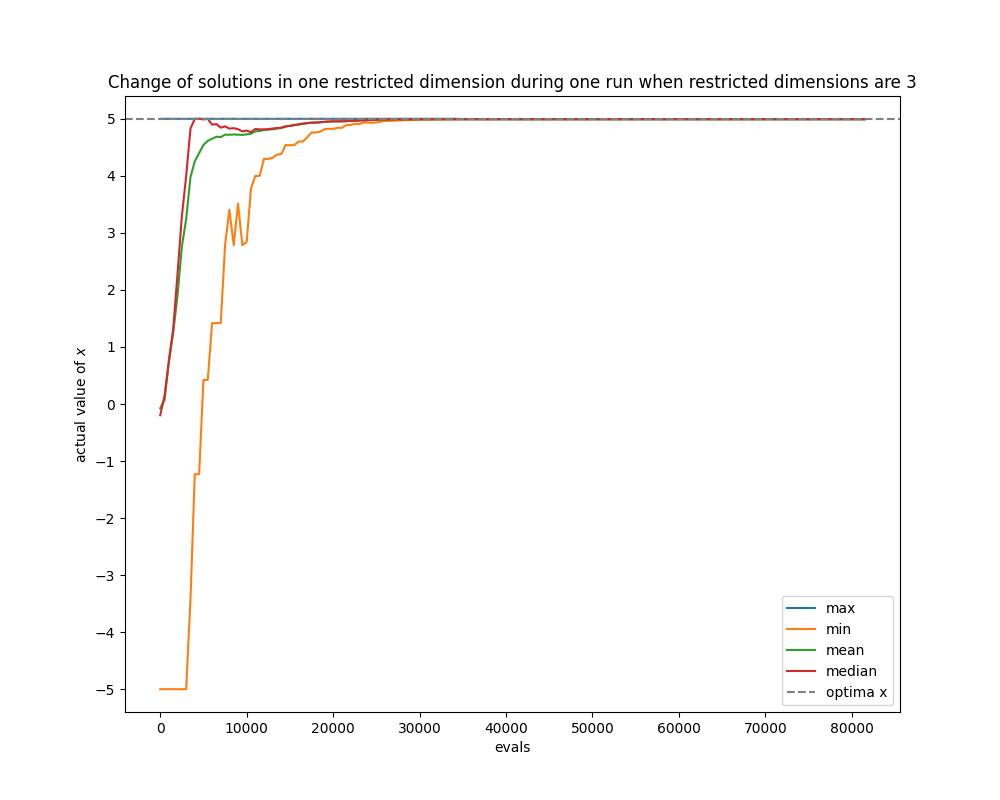 Change of solutions in one restricted dimension during one run when restricted dimensions are 3
5
4
3
2
1
0
−1
−2
−3
−4
−5
actual value of x
0 10000 20000 30000 40000 50000 60000 70000 80000
evals
max
min
mean
median
optima x